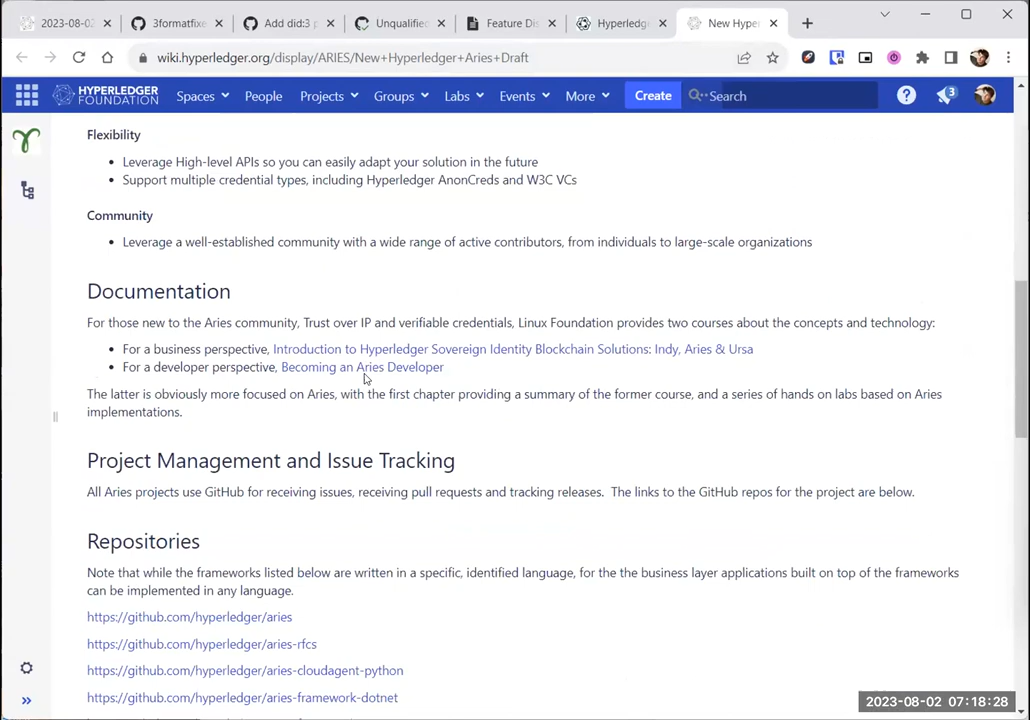 2023-08-02
3formatfixe
Add did:3 p
Unqualified
Feature Dis
Hyperledg
New Hyper
wiki.hyperledger.org/display/ARIES/New+Hyperledger+Aries+Draft
HYPERLEDGER
FOUNDATION
Spaces
People
Projects
Groups
Labs
Events
More
Create
Search
3
Flexibility
• Leverage High-level APIs so you can easily adapt your solution in the future
• Support multiple credential types, including Hyperledger AnonCreds and W3C VCs
Community
• Leverage a well-established community with a wide range of active contributors, from individuals to large-scale organizations
Documentation
For those new to the Aries community, Trust over IP and verifiable credentials, Linux Foundation provides two courses about the concepts and technology:
• For a business perspective, Introduction to Hyperledger Sovereign Identity Blockchain Solutions: Indy, Aries & Ursa
• For a developer perspective, Becoming an Aries Developer
The latter is obviously more focused on Aries, with the first chapter providing a summary of the former course, and a series of hands on labs based on Aries
implementations.
Project Management and Issue Tracking
All Aries projects use GitHub for receiving issues, receiving pull requests and tracking releases. The links to the GitHub repos for the project are below.
Repositories
Note that while the frameworks listed below are written in a specific, identified language, for the the business layer applications built on top of the frameworks
can be implemented in any language.
https://github.com/hyperledger/aries
https://github.com/hyperledger/aries-rfcs
https://github.com/hyperledger/aries-cloudagent-python
https://github.com/hyperledger/aries-framework-dotnet
2023-08-02 07:18:28